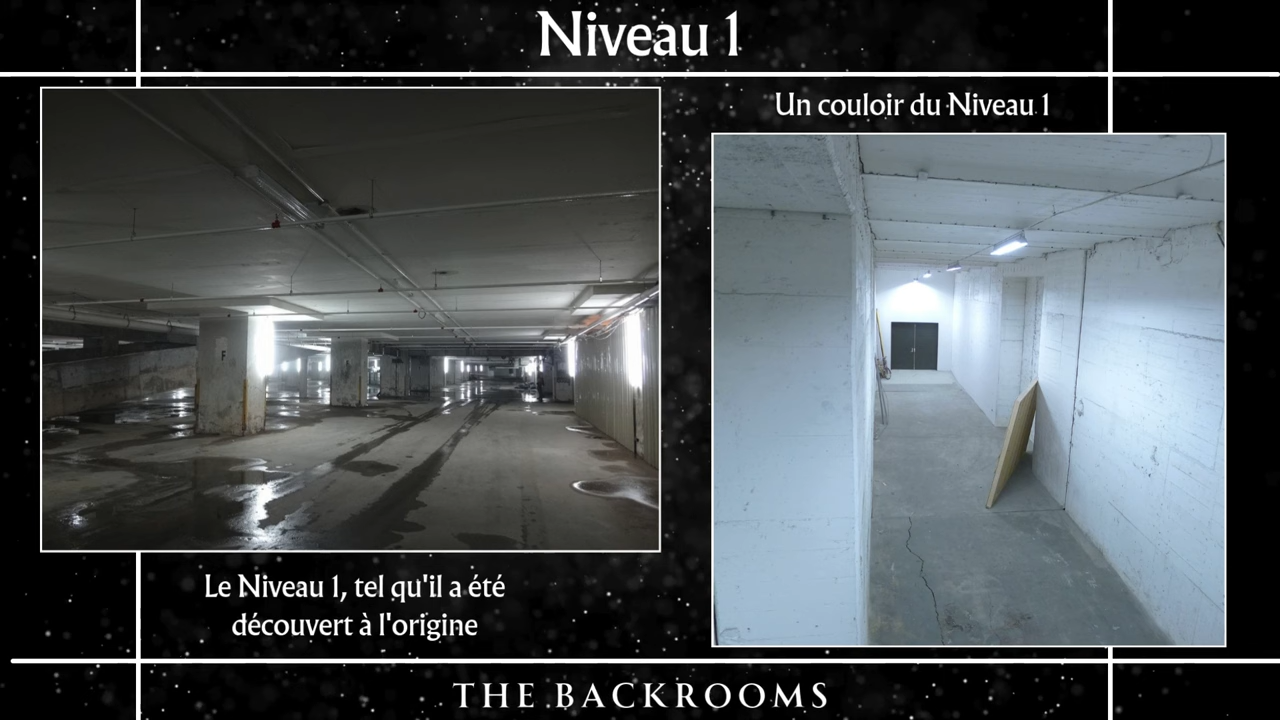 Niveau 1
Un couloir du Niveau 1
F
Le Niveau 1, tel qu'il a été
découvert à l'origine
THE BACKROOMS